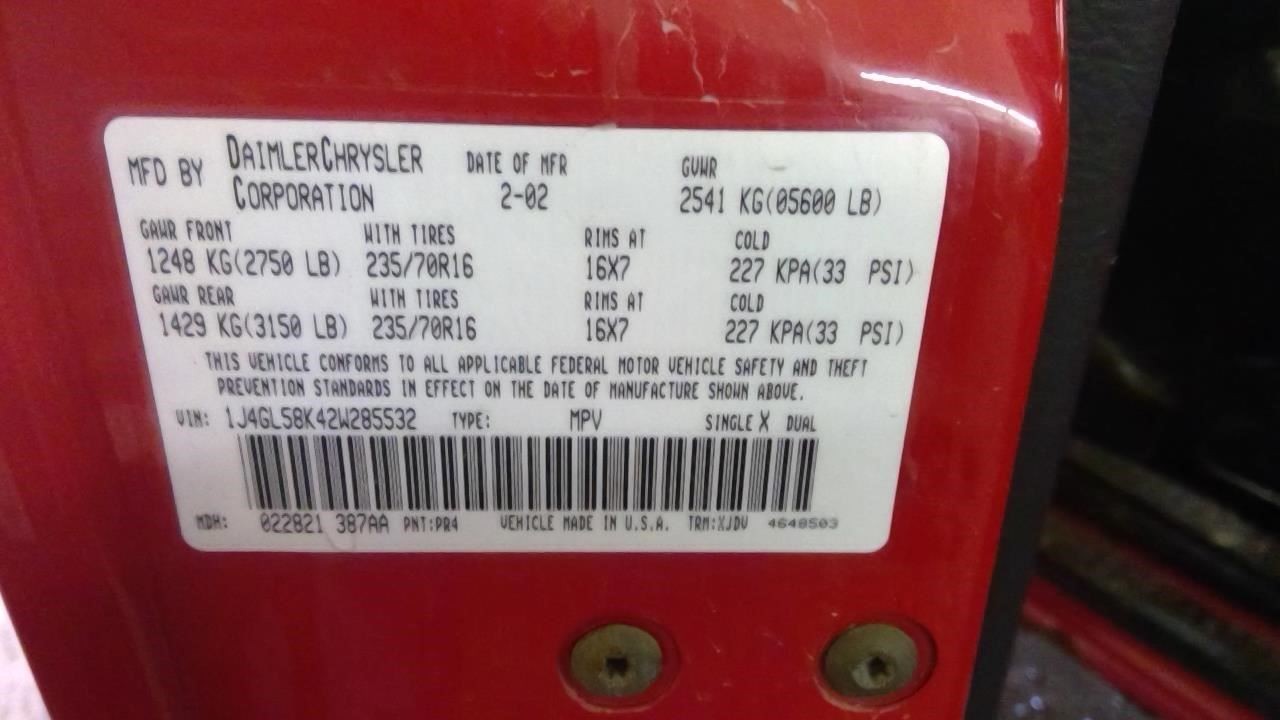 MFD BY DAIMLERCHRYSLER CORPORATION DATE OF MFR 2-02 GVWR 2541 KG(05600 LB)
GAWR FRONT WITH TIRES RIMS AT COLD
1248 KG(2750 LB) 235/70R16 16X7 227 KPA(33 PSI)
GAWR REAR WITH TIRES RIMS AT COLD
1429 KG(3150 LB) 235/70R16 16X7 227 KPA(33 PSI)
THIS VEHICLE CONFORMS TO ALL APPLICABLE FEDERAL MOTOR VEHICLE SAFETY AND THEFT
PREVENTION STANDARDS IN EFFECT ON THE DATE OF MANUFACTURE SHOWN ABOVE.
VIN: 1J4GL58K42W285532 TYPE: MPV SINGLE X DUAL
MDH: 022821 387AA PNT:PR4 VEHICLE MADE IN U.S.A. TRM:XJDV 4648503